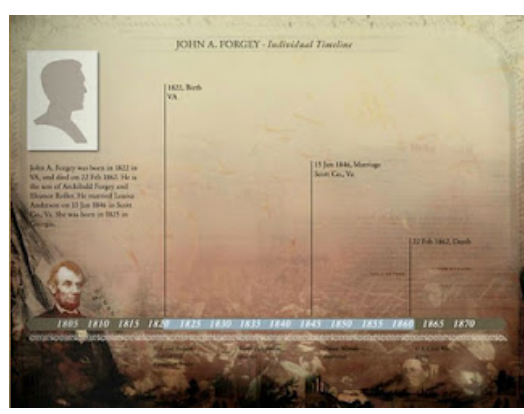 JOHN A. FORGEY - Individual Timeline
1822, Birth
VA
15 Jan 1846, Marriage
Scott Co., Va
John A. Forgey was born in 1822 in
VA, and died on 22 Feb 1862. He is
the son of Archibald Forgey and
Eleanor Roller. He married Louisa
Anderson on 15 Jan 1846 in Scott
Co., Va. She was born in 1825 in
Georgia.
22 Feb 1862, Death
1805 1810 1815 1820 1825 1830 1835 1840 1845 1850 1855 1860 1865 1870